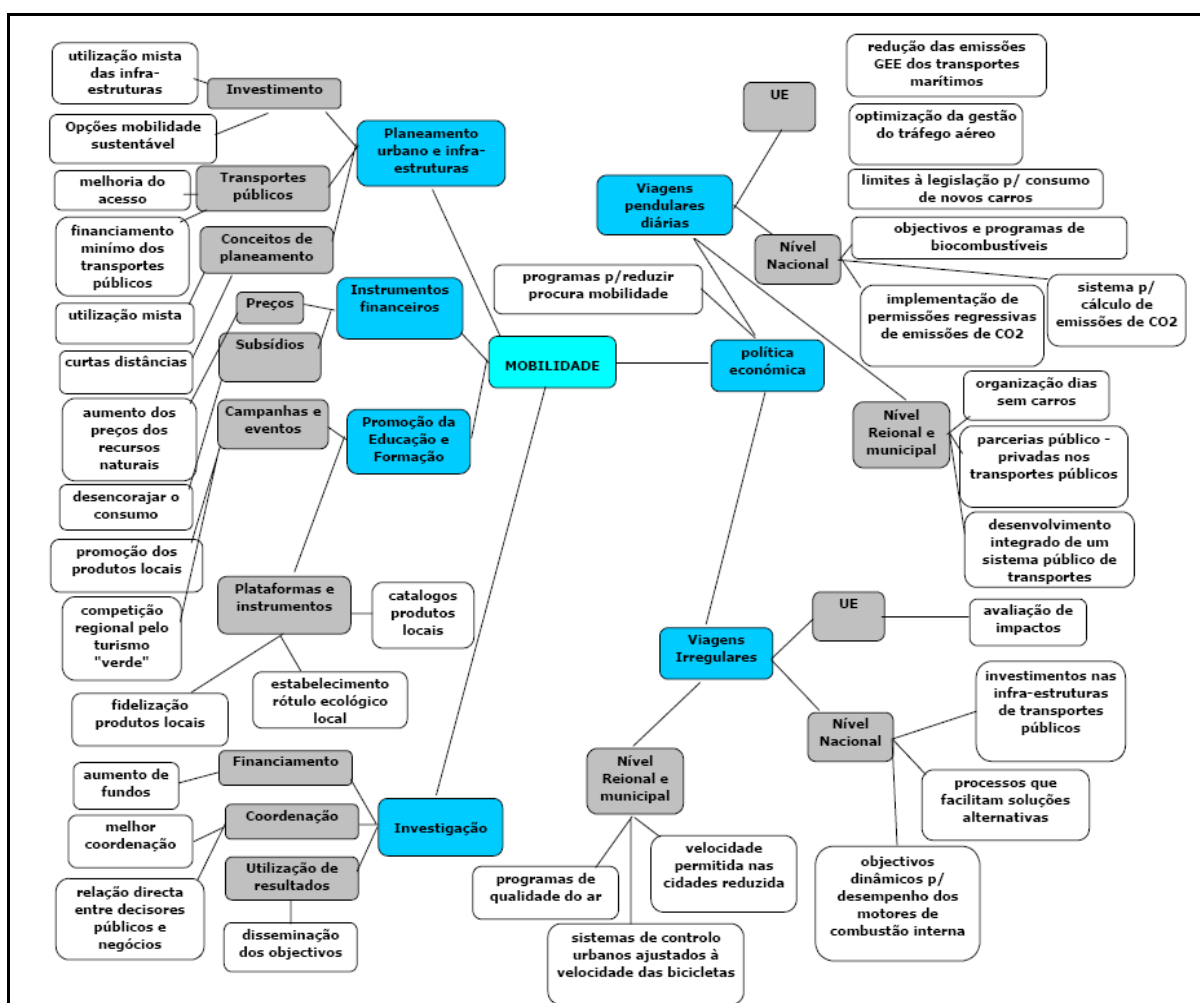 utilização mista
das infra-
estruturas
Investimento
Opções mobilidade
sustentável
Planeamento
urbano e infra-
estruturas
melhoria do
acesso
Transportes
públicos
financiamento
minímo dos
transportes
públicos
Conceitos de
planeamento
utilização mista
curtas distâncias
Preços
Subsídios
Instrumentos
financeiros
aumento dos
preços dos
recursos
naturais
desencorajar o
consumo
Campanhas e
eventos
Promoção da
Educação e
Formação
promoção dos
produtos locais
competição
regional pelo
turismo
"verde"
Plataformas e
instrumentos
catalogos
produtos
locais
fidelização
produtos locais
estabelecimento
rótulo ecológico
local
Financiamento
aumento de
fundos
Coordenação
melhor
coordenação
relação directa
entre decisores
públicos e
negócios
Utilização de
resultados
disseminação
dos objectivos
Investigação
MOBILIDADE
programas p/reduzir
procura mobilidade
política
económica
Viagens
pendulares
diárias
UE
redução das emissões
GEE dos transportes
marítimos
optimização da gestão
do tráfego aéreo
limites à legislação p/ consumo
de novos carros
Nível
Nacional
objectivos e programas de
biocombustíveis
implementação de
permissões regressivas
de emissões de CO2
sistema p/
cálculo de
emissões de CO2
Nível
Reional e
municipal
organização dias
sem carros
parcerias público -
privadas nos
transportes públicos
desenvolvimento
integrado de um
sistema público de
transportes
Viagens
Irregulares
UE
avaliação de
impactos
Nível
Nacional
investimentos nas
infra-estruturas
de transportes
públicos
processos que
facilitam soluções
alternativas
objectivos
dinâmicos p/
desempenho dos
motores de
combustão interna
Nível
Reional e
municipal
programas de
qualidade do ar
velocidade
permitida nas
cidades reduzida
sistemas de controlo
urbanos ajustados à
velocidade das bicicletas